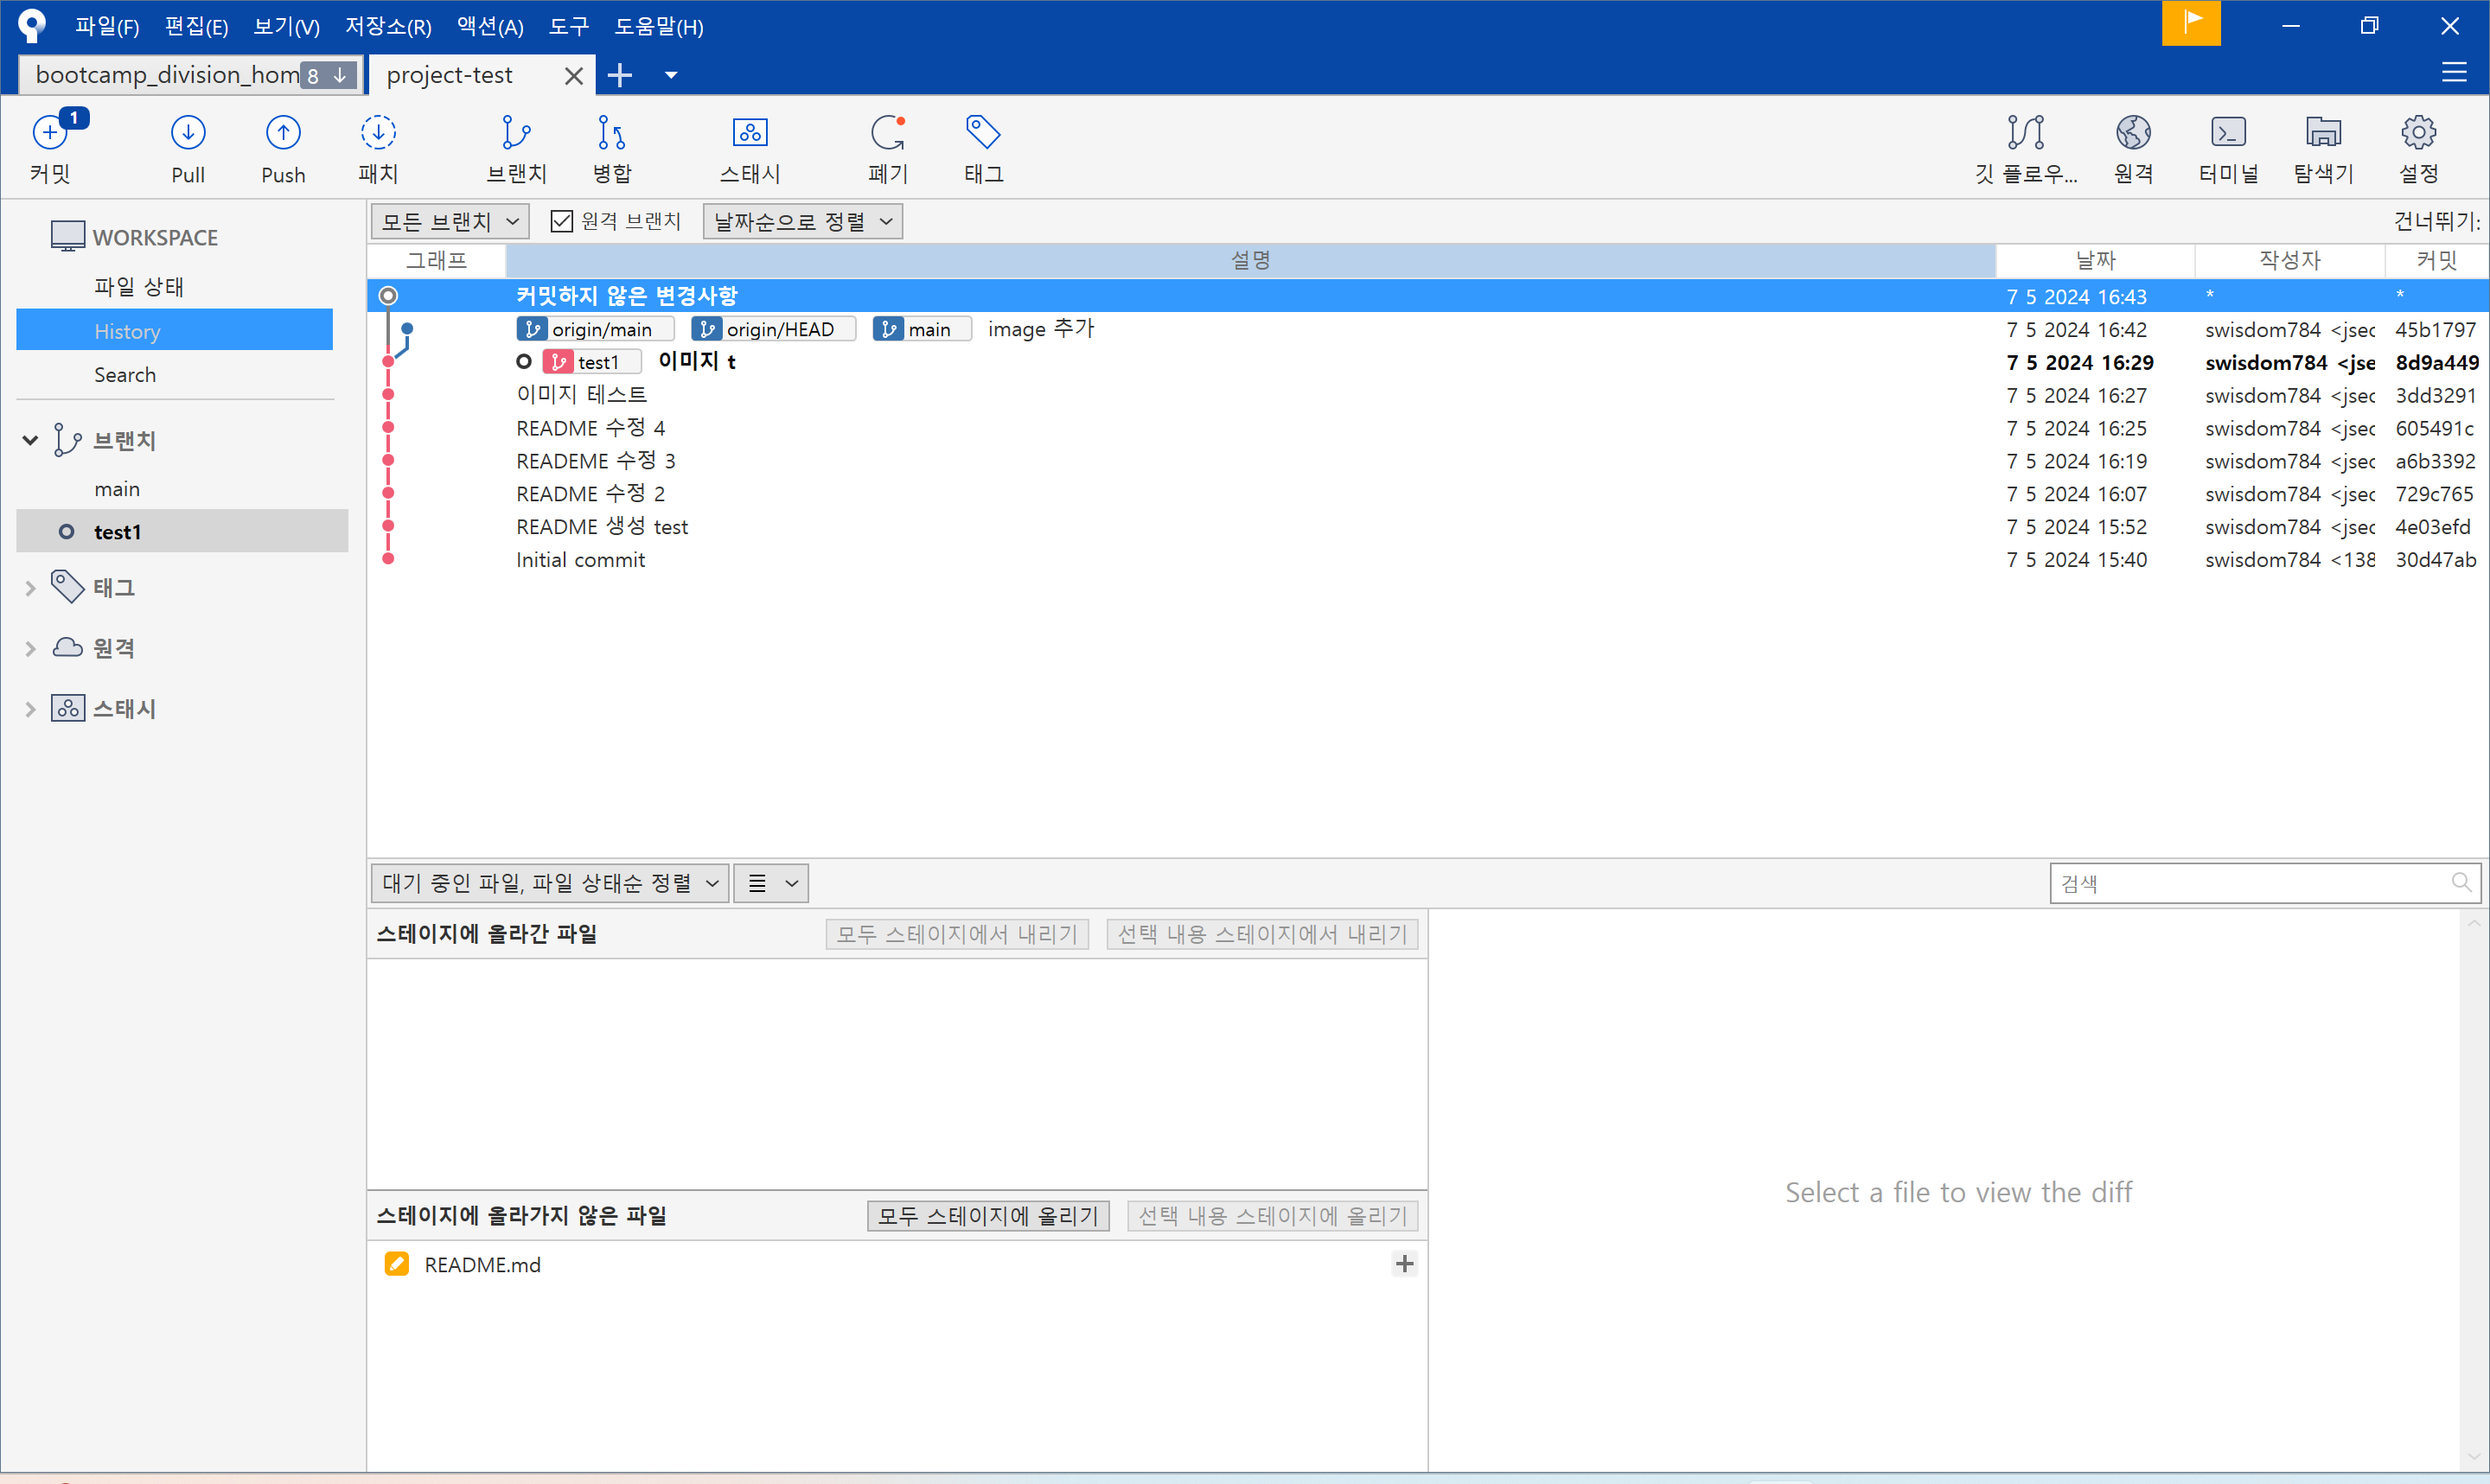 파일(F) 편집(E) 보기(V) 저장소(R) 액션(A) 도구 도움말(H)
bootcamp_division_hom 8 project-test
1
커밋 Pull Push 패치 브랜치 병합 스태시 폐기 태그 깃 플로우... 원격 터미널 탐색기 설정
WORKSPACE
파일 상태
History
Search
브랜치
main
test1
태그
원격
스태시
모든 브랜치 원격 브랜치 날짜순으로 정렬 건너뛰기:
그래프 설명 날짜 작성자 커밋
커밋하지 않은 변경사항 7 5 2024 16:43 * *
origin/main origin/HEAD main image 추가 7 5 2024 16:42 swisdom784 <jsec 45b1797
test1 이미지 t 7 5 2024 16:29 swisdom784 <jse 8d9a449
이미지 테스트 7 5 2024 16:27 swisdom784 <jsec 3dd3291
README 수정 4 7 5 2024 16:25 swisdom784 <jsec 605491c
READEME 수정 3 7 5 2024 16:19 swisdom784 <jsec a6b3392
README 수정 2 7 5 2024 16:07 swisdom784 <jsec 729c765
README 생성 test 7 5 2024 15:52 swisdom784 <jsec 4e03efd
Initial commit 7 5 2024 15:40 swisdom784 <138 30d47ab
대기 중인 파일, 파일 상태순 정렬 검색
스테이지에 올라간 파일 모두 스테이지에서 내리기 선택 내용 스테이지에서 내리기
스테이지에 올라가지 않은 파일 모두 스테이지에 올리기 선택 내용 스테이지에 올리기
README.md
Select a file to view the diff